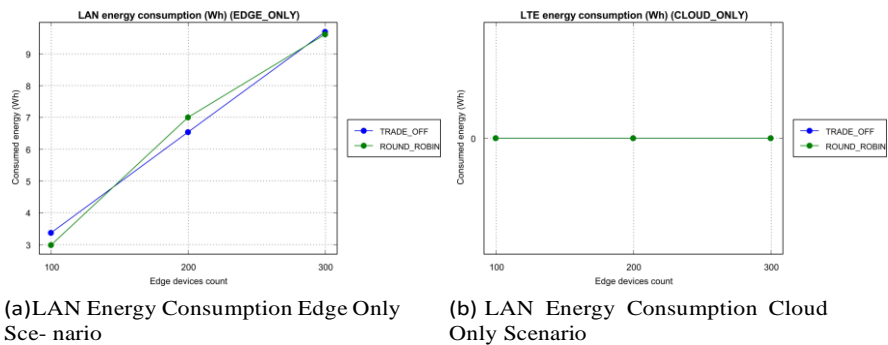 LAN energy consumption (Wh) (EDGE_ONLY)
Consumed energy (Wh)
9
8
7
6
5
4
3
100
200
300
Edge devices count
TRADE_OFF
ROUND_ROBIN
(a)LAN Energy Consumption Edge Only
Sce- nario
LTE energy consumption (Wh) (CLOUD_ONLY)
Consumed energy (Wh)
0
100
200
300
Edge devices count
TRADE_OFF
ROUND_ROBIN
(b) LAN Energy Consumption Cloud
Only Scenario